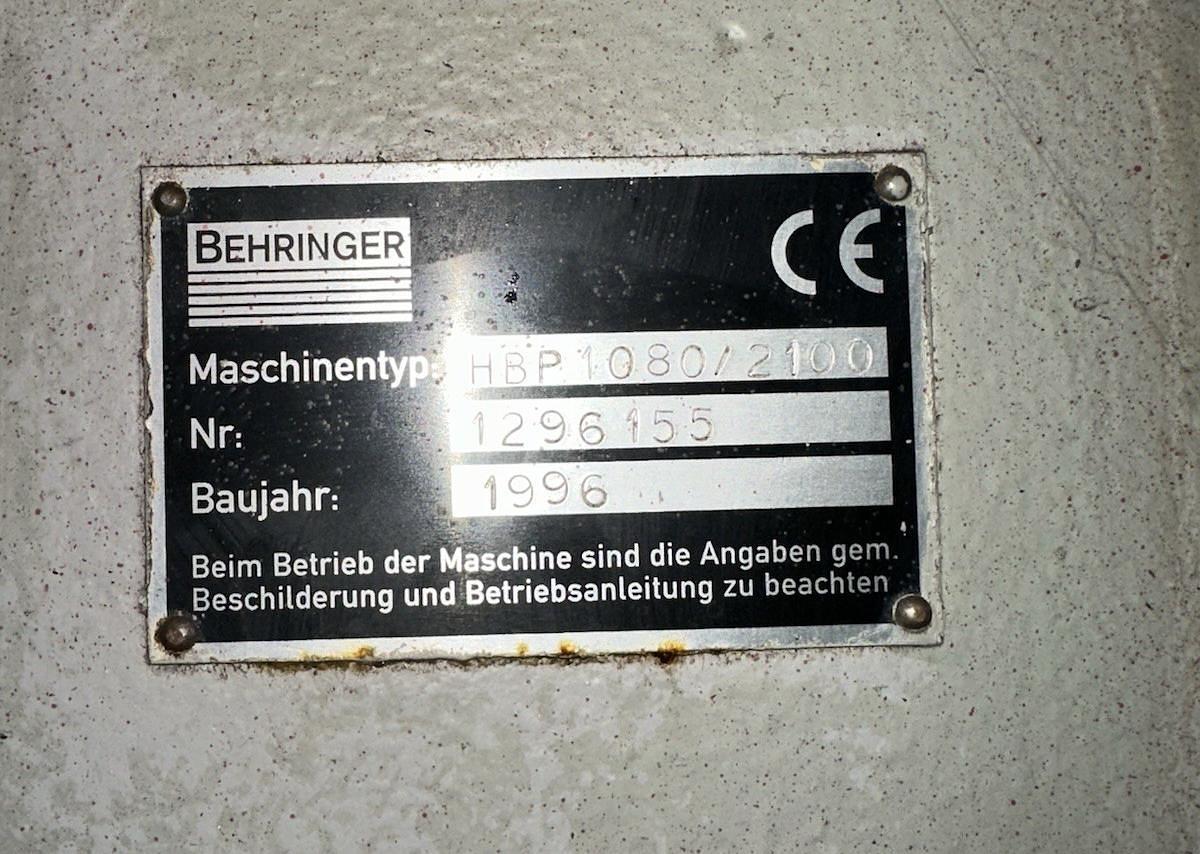 BEHRINGER
CE
Maschinentyp: HBP 1080/2100
Nr: 1296155
Baujahr: 1996
Beim Betrieb der Maschine sind die Angaben gem.
Beschilderung und Betriebsanleitung zu beachten